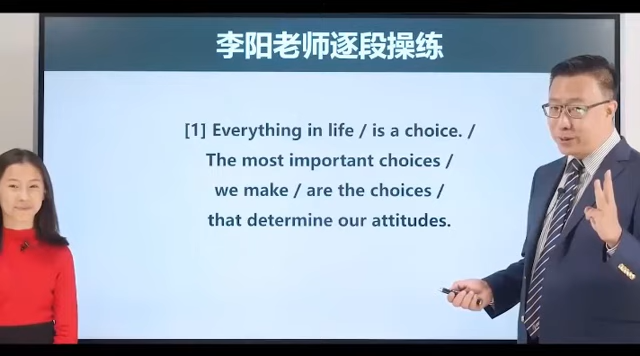 李阳老师逐段操练
[1] Everything in life / is a choice. /
The most important choices /
we make / are the choices /
that determine our attitudes.